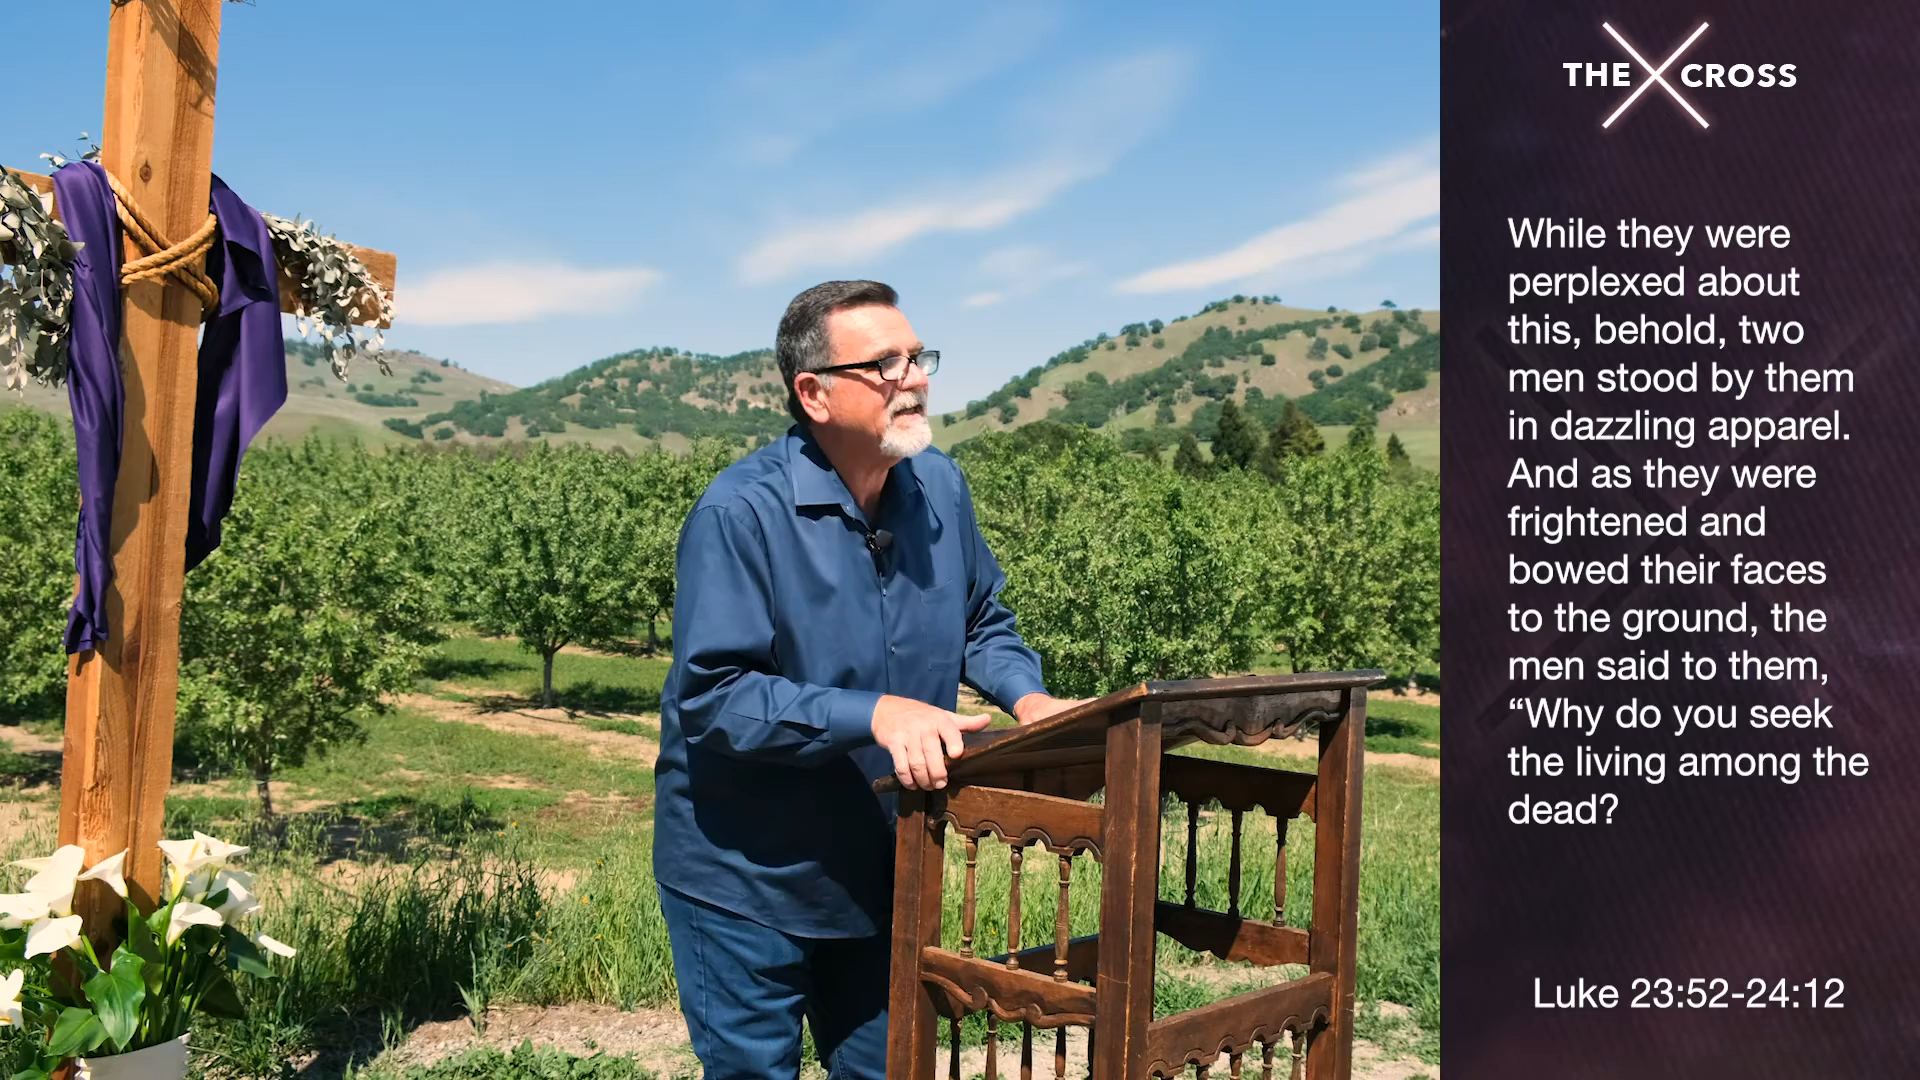 THE CROSS
While they were
perplexed about
this, behold, two
men stood by them
in dazzling apparel.
And as they were
frightened and
bowed their faces
to the ground, the
men said to them,
“Why do you seek
the living among the
dead?
Luke 23:52-24:12